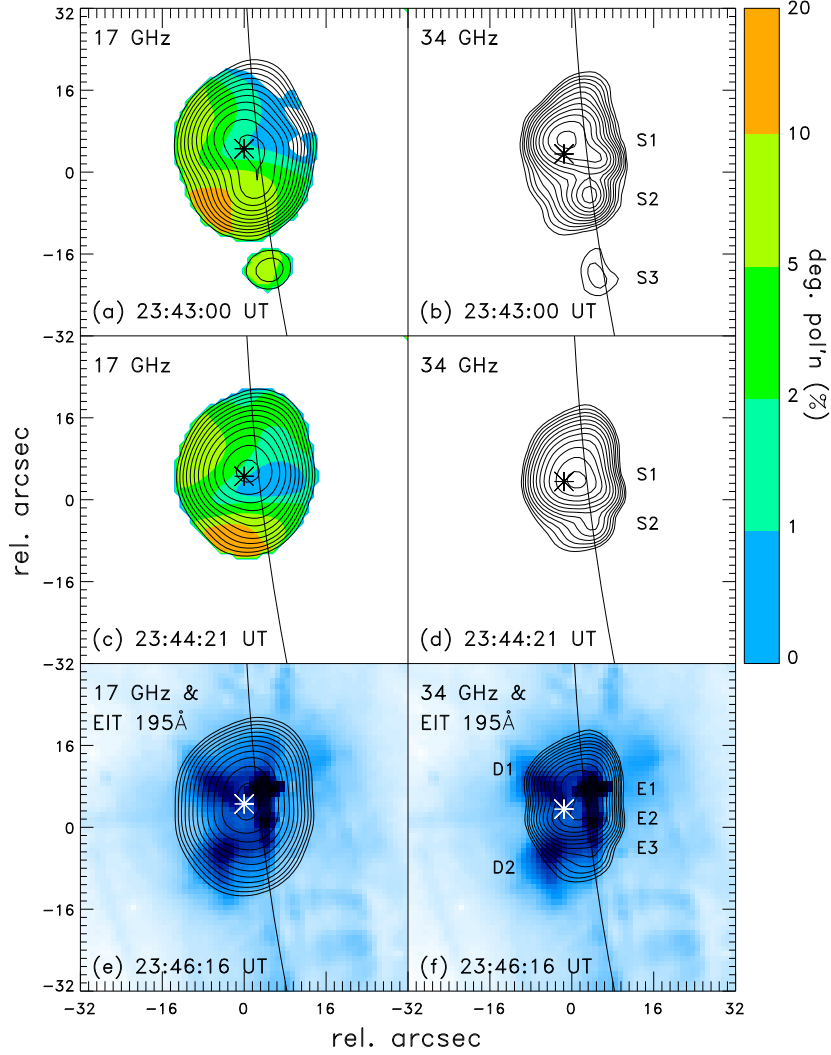 32
16
0
−16
−32
17 GHz
(a) 23:43:00 UT
34 GHz
S1
S2
S3
(b) 23:43:00 UT
20
10
5
2
1
0
deg. pol'n (%)
16
0
−16
−32
17 GHz
(c) 23:44:21 UT
34 GHz
S1
S2
(d) 23:44:21 UT
rel. arcsec
16
0
−16
−32
17 GHz &
EIT 195Å
(e) 23:46:16 UT
34 GHz &
EIT 195Å
D1
D2
E1
E2
E3
(f) 23:46:16 UT
−32 −16 0 16 −32 −16 0 16 32
rel. arcsec